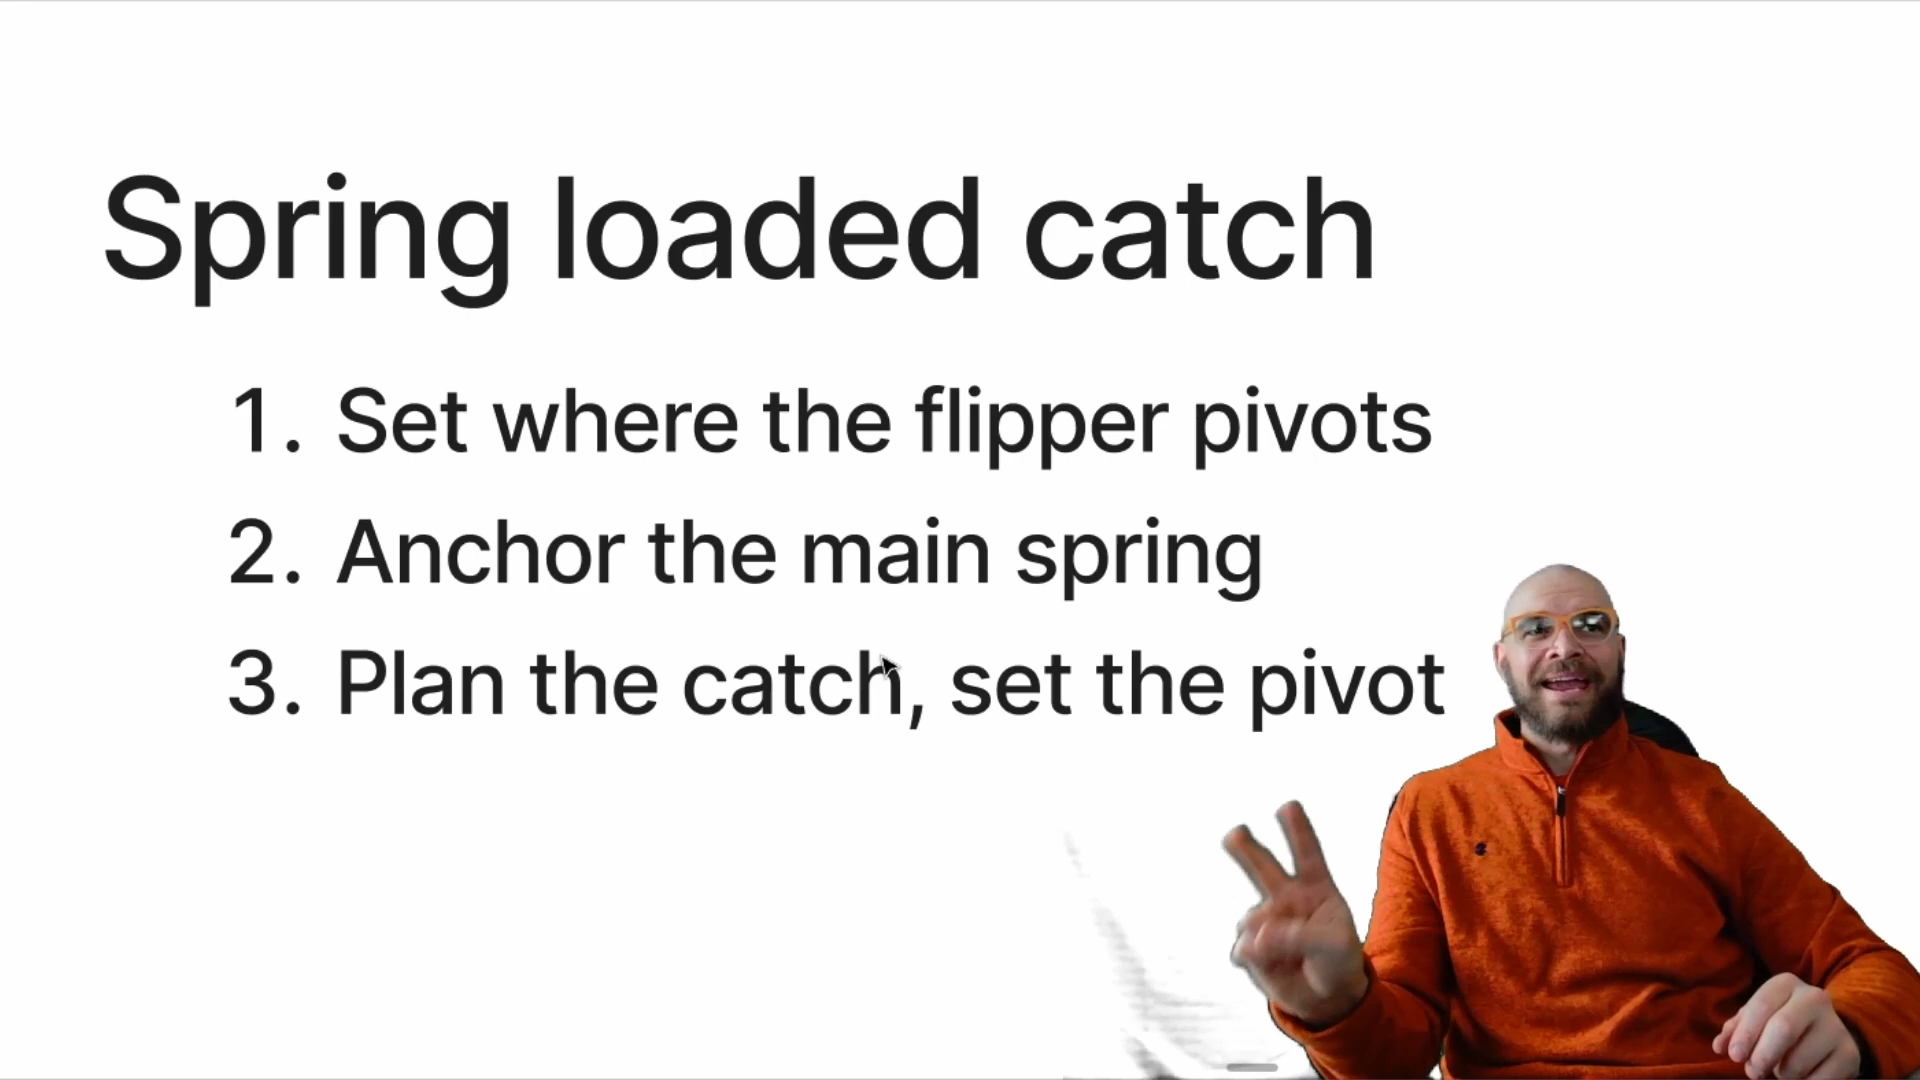 Spring loaded catch
1. Set where the flipper pivots
2. Anchor the main spring
3. Plan the catch, set the pivot